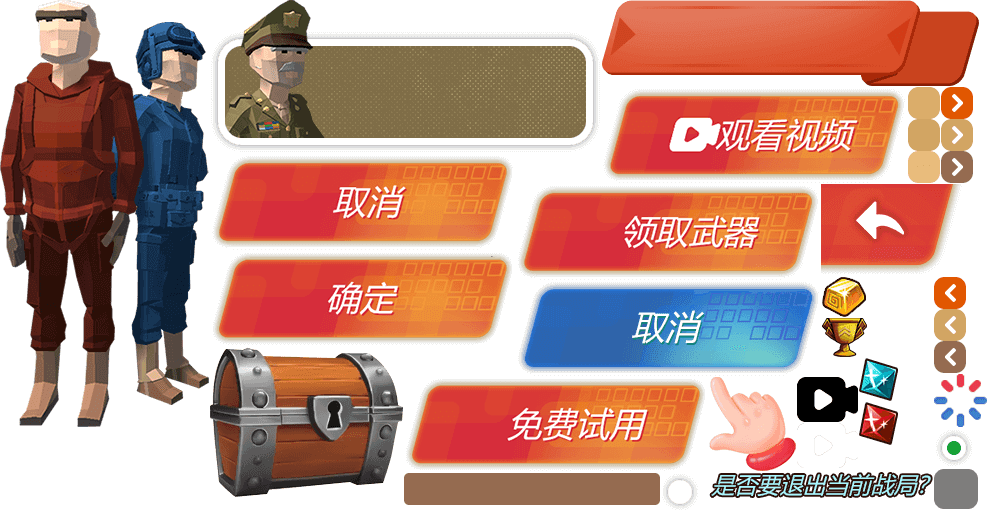 观看视频
取消
领取武器
确定
取消
免费试用
是否要退出当前战局?